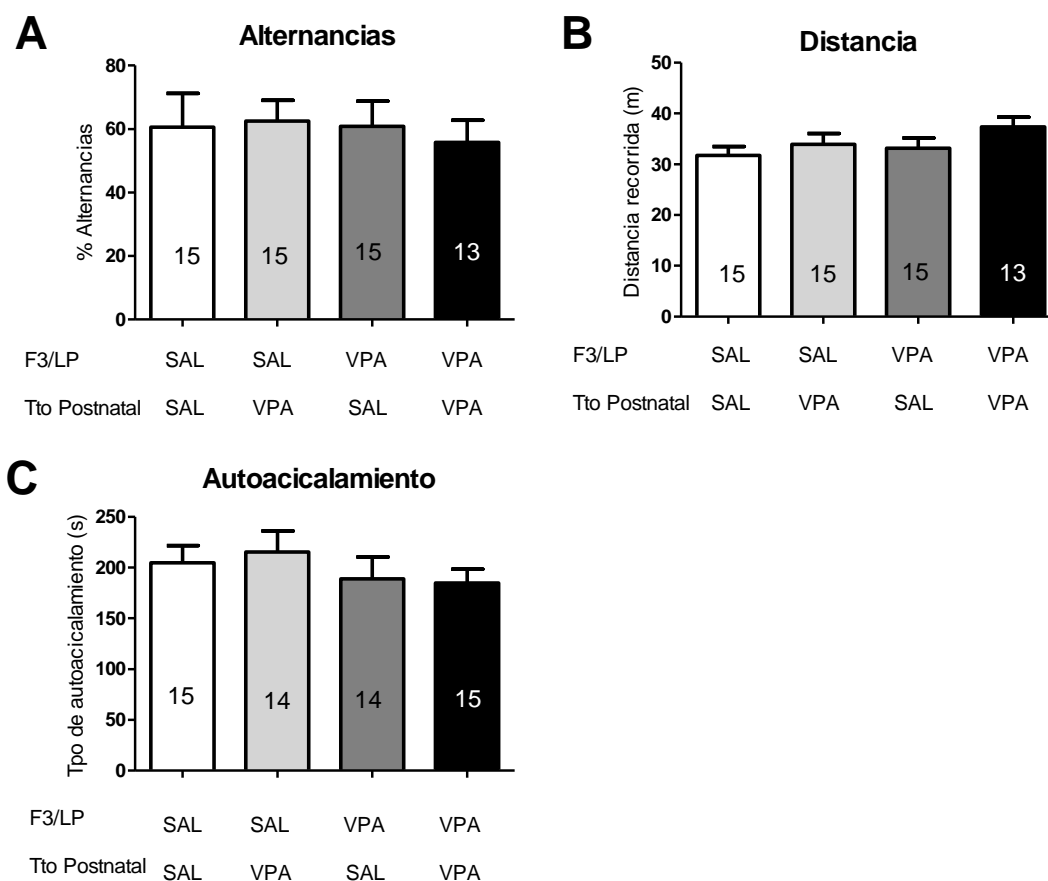 A
Alternancias
% Alternancias
80
60
40
20
0
15 15 15 13
F3/LP SAL SAL VPA VPA
Tto Postnatal SAL VPA SAL VPA
B
Distancia
Distancia recorrida (m)
50
40
30
20
10
0
15 15 15 13
F3/LP SAL SAL VPA VPA
Tto Postnatal SAL VPA SAL VPA
C
Autoacicalamiento
Tpo de autoacicalamiento (s)
250
200
150
100
50
0
15 14 14 15
F3/LP SAL SAL VPA VPA
Tto Postnatal SAL VPA SAL VPA